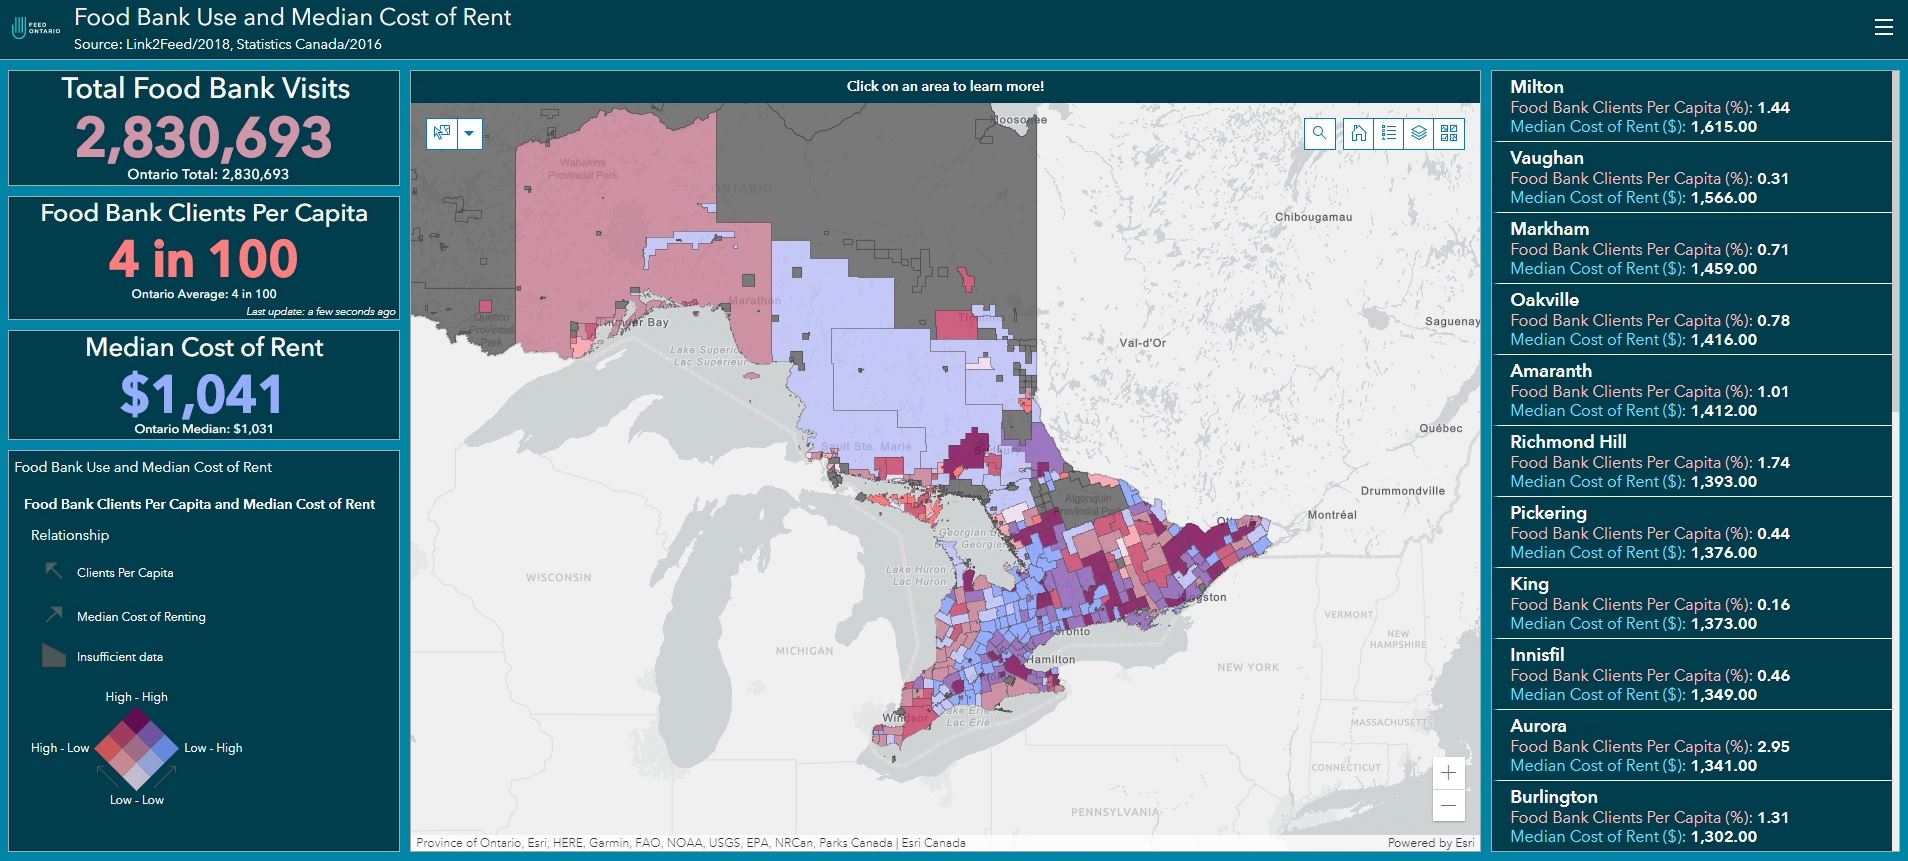 FEED
ONTARIO
Food Bank Use and Median Cost of Rent
Source: Link2Feed/2018, Statistics Canada/2016
Total Food Bank Visits
2,830,693
Ontario Total: 2,830,693
Food Bank Clients Per Capita
4 in 100
Ontario Average: 4 in 100
Last update: a few seconds ago
Median Cost of Rent
$1,041
Ontario Median: $1,031
Food Bank Use and Median Cost of Rent
Food Bank Clients Per Capita and Median Cost of Rent
Relationship
Clients Per Capita
Median Cost of Renting
Insufficient data
High - High
High - Low
Low - High
Low - Low
Click on an area to learn more!
Moosonee
Wabakimi
Provincial Park
ONTARIO
Chibougamau
Marathon
Quetico
Provincial
Park
Thunder Bay
Lake Superior
Lac Supérieur
Saguenay
Val-d'Or
Québec
Sault Ste. Marie
Drummondville
Algonquin
Provincial Park
Montréal
Georgian
Georgien
Lake Huron
Lac Huron
WISCONSIN
VERMONT
NEW
HAMPSHIRE
MICHIGAN
Hamilton
NEW YORK
Windsor
Lake Erie
Lac Érié
MASSACHUSETTS
CONNECTICUT
PENNSYLVANIA
Province of Ontario, Esri, HERE, Garmin, FAO, NOAA, USGS, EPA, NRCan, Parks Canada | Esri Canada
Powered by Esri
Milton
Food Bank Clients Per Capita (%): 1.44
Median Cost of Rent ($): 1,615.00
Vaughan
Food Bank Clients Per Capita (%): 0.31
Median Cost of Rent ($): 1,566.00
Markham
Food Bank Clients Per Capita (%): 0.71
Median Cost of Rent ($): 1,459.00
Oakville
Food Bank Clients Per Capita (%): 0.78
Median Cost of Rent ($): 1,416.00
Amaranth
Food Bank Clients Per Capita (%): 1.01
Median Cost of Rent ($): 1,412.00
Richmond Hill
Food Bank Clients Per Capita (%): 1.74
Median Cost of Rent ($): 1,393.00
Pickering
Food Bank Clients Per Capita (%): 0.44
Median Cost of Rent ($): 1,376.00
King
Food Bank Clients Per Capita (%): 0.16
Median Cost of Rent ($): 1,373.00
Innisfil
Food Bank Clients Per Capita (%): 0.46
Median Cost of Rent ($): 1,349.00
Aurora
Food Bank Clients Per Capita (%): 2.95
Median Cost of Rent ($): 1,341.00
Burlington
Food Bank Clients Per Capita (%): 1.31
Median Cost of Rent ($): 1,302.00